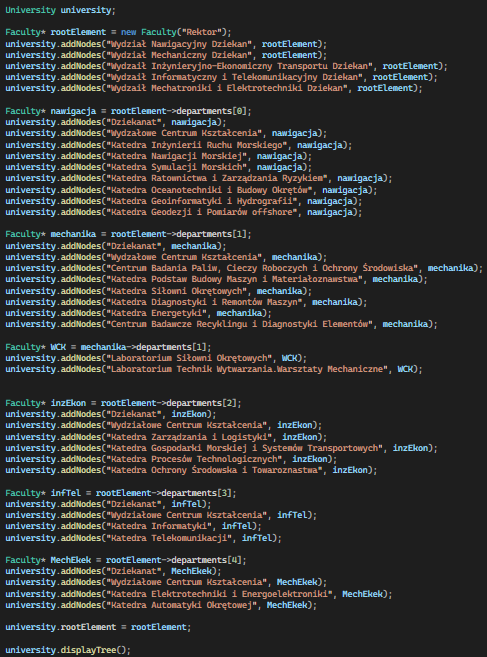 University university;
Faculty* rootElement = new Faculty("Rektor");
university.addNodes("Wydział Nawigacyjny Dziekan", rootElement);
university.addNodes("Wydział Mechaniczny Dziekan", rootElement);
university.addNodes("Wydział Inżynieryjno-Ekonomiczny Transportu Dziekan", rootElement);
university.addNodes("Wydział Informatyczny i Telekomunikacyjny Dziekan", rootElement);
university.addNodes("Wydział Mechatroniki i Elektrotechniki Dziekan", rootElement);
Faculty* nawigacja = rootElement->departments[0];
university.addNodes("Dziekanat", nawigacja);
university.addNodes("Wydzałowe Centrum Kształcenia", nawigacja);
university.addNodes("Katedra Inżynierii Ruchu Morskiego", nawigacja);
university.addNodes("Katedra Nawigacji Morskiej", nawigacja);
university.addNodes("Katedra Symulacji Morskich", nawigacja);
university.addNodes("Katedra Ratownictwa i Zarządzania Ryzykiem", nawigacja);
university.addNodes("Katedra Oceanotechniki i Budowy Okrętów", nawigacja);
university.addNodes("Katedra Geoinformatyki i Hydrografii", nawigacja);
university.addNodes("Katedra Geodezji i Pomiarów offshore", nawigacja);
Faculty* mechanika = rootElement->departments[1];
university.addNodes("Dziekanat", mechanika);
university.addNodes("Wydzałowe Centrum Kształcenia", mechanika);
university.addNodes("Centrum Badania Paliw, Cieczy Roboczych i Ochrony Środowiska", mechanika);
university.addNodes("Katedra Podstaw Budowy Maszyn i Materiałoznawstwa", mechanika);
university.addNodes("Katedra Siłowni Okrętowych", mechanika);
university.addNodes("Katedra Diagnostyki i Remontów Maszyn", mechanika);
university.addNodes("Katedra Energetyki", mechanika);
university.addNodes("Centrum Badawcze Recyklingu i Diagnostyki Elementów", mechanika);
Faculty* WCK = mechanika->departments[1];
university.addNodes("Laboratorium Siłowni Okrętowych", WCK);
university.addNodes("Laboratorium Technik Wytwarzania.Warsztaty Mechaniczne", WCK);
Faculty* inzEkon = rootElement->departments[2];
university.addNodes("Dziekanat", inzEkon);
university.addNodes("Wydziałowe Centrum Kształcenia", inzEkon);
university.addNodes("Katedra Zarządzania i Logistyki", inzEkon);
university.addNodes("Katedra Gospodarki Morskiej i Systemów Transportowych", inzEkon);
university.addNodes("Katedra Procesów Technologicznych", inzEkon);
university.addNodes("Katedra Ochrony Środowska i Towaroznastwa", inzEkon);
Faculty* infTel = rootElement->departments[3];
university.addNodes("Dziekanat", infTel);
university.addNodes("Wydziałowe Centrum Kształcenia", infTel);
university.addNodes("Katedra Informatyki", infTel);
university.addNodes("Katedra Telekomunikacji", infTel);
Faculty* MechEkek = rootElement->departments[4];
university.addNodes("Dziekanat", MechEkek);
university.addNodes("Wydziałowe Centrum Kształcenia", MechEkek);
university.addNodes("Katedra Elektrotechniki i Energoelektroniki", MechEkek);
university.addNodes("Katedra Automatyki Okrętowej", MechEkek);
university.rootElement = rootElement;
university.displayTree();